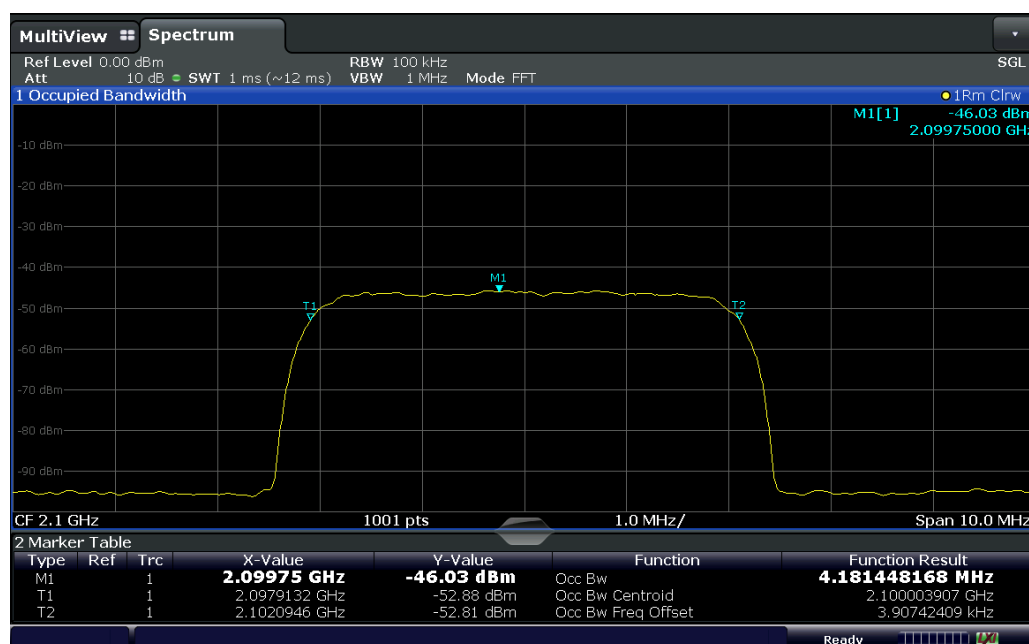 MultiView Spectrum
Ref Level 0.00 dBm RBW 100 kHz SGL
Att 10 dB SWT 1 ms (~12 ms) VBW 1 MHz Mode FFT
1 Occupied Bandwidth 1Rm Clrw
M1[1] -46.03 dBm
2.09975000 GHz
-10 dBm
-20 dBm
-30 dBm
-40 dBm
M1
T1 T2
-50 dBm
-60 dBm
-70 dBm
-80 dBm
-90 dBm
CF 2.1 GHz 1001 pts 1.0 MHz/ Span 10.0 MHz
2 Marker Table
Type Ref Trc X-Value Y-Value Function Function Result
M1 1 2.09975 GHz -46.03 dBm Occ Bw 4.181448168 MHz
T1 1 2.0979132 GHz -52.88 dBm Occ Bw Centroid 2.100003907 GHz
T2 1 2.1020946 GHz -52.81 dBm Occ Bw Freq Offset 3.90742409 kHz
Ready